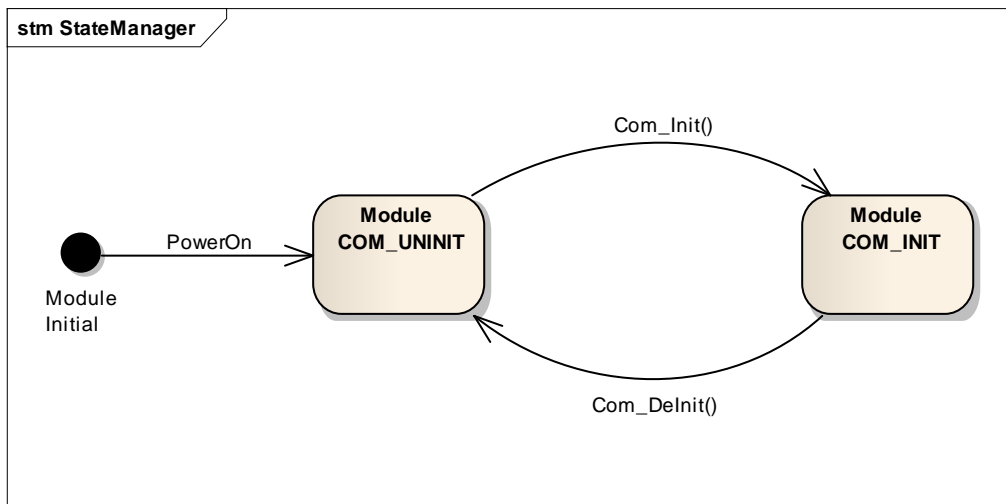 stm StateManager
Com_Init()
Module
COM_UNINIT
Module
COM_INIT
PowerOn
Module
Initial
Com_DeInit()